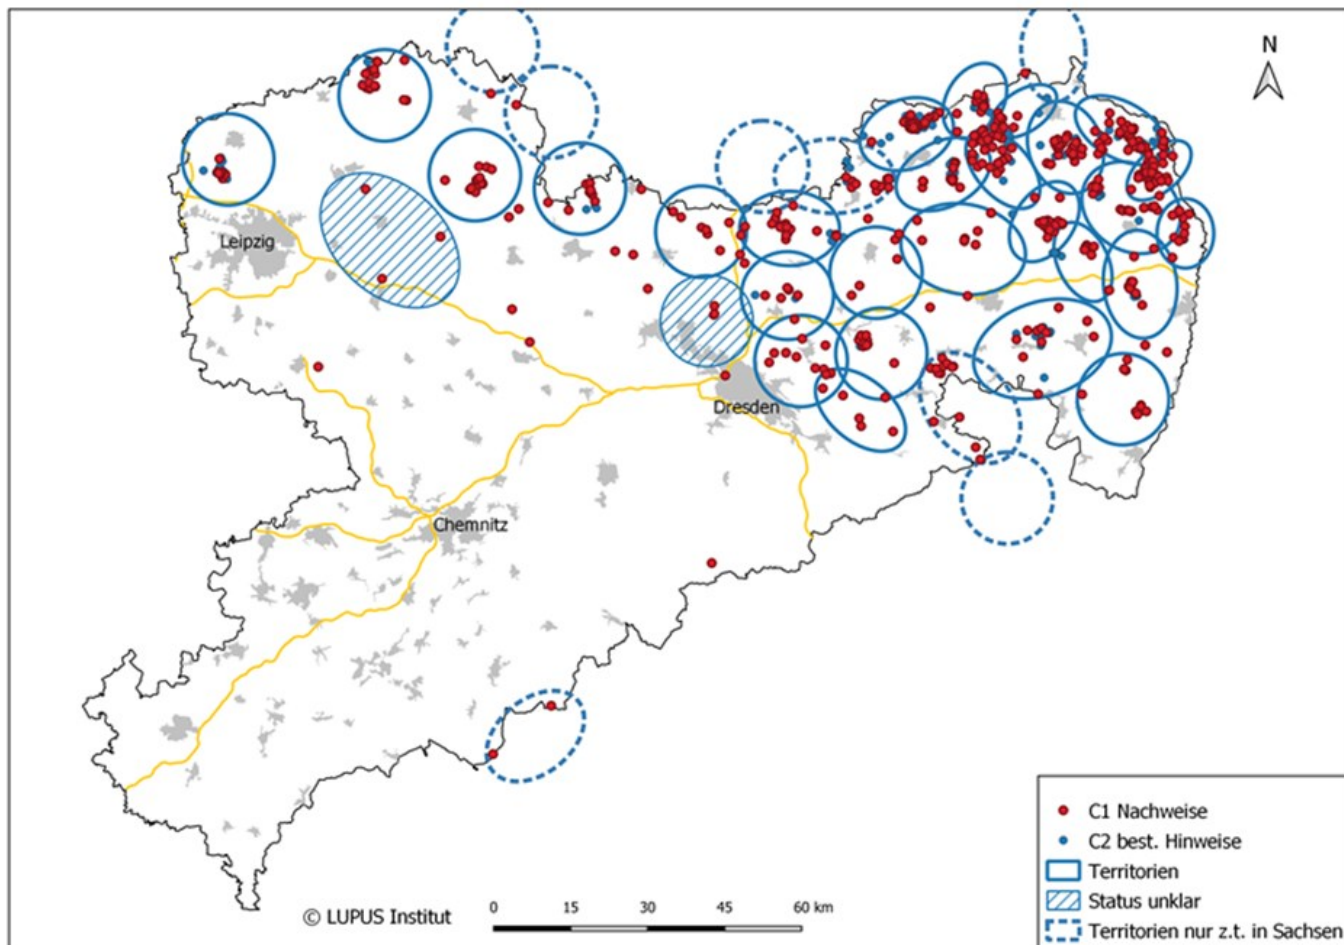 N
Leipzig
Dresden
Chemnitz
C1 Nachweise
C2 best. Hinweise
Territorien
Status unklar
Territorien nur z.t. in Sachsen
© LUPUS Institut
0 15 30 45 60 km